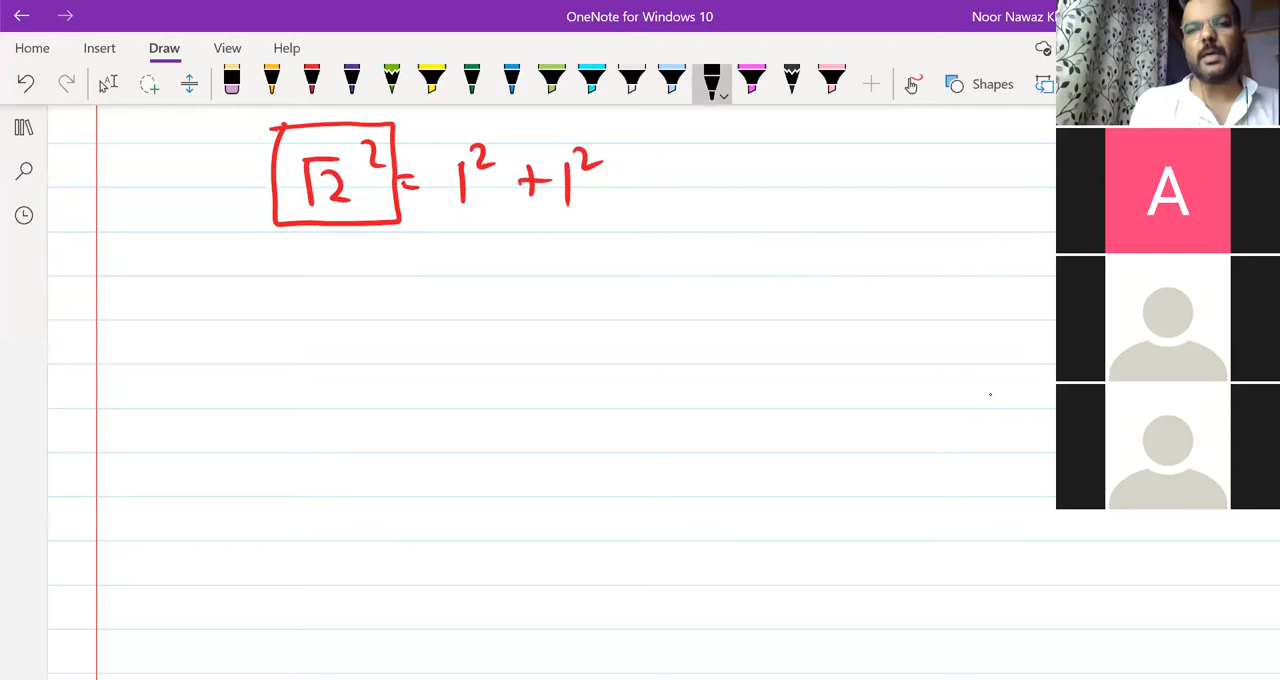 OneNote for Windows 10
Noor Nawaz K
Home Insert Draw View Help
Shapes
√2² = 1² + 1²
A